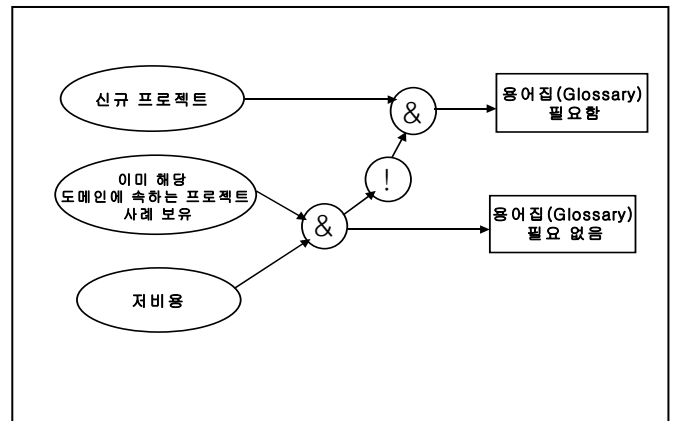 신규 프로젝트
&
용어집(Glossary)
필요함
!
이미 해당
도메인에 속하는 프로젝트
사례 보유
&
용어집(Glossary)
필요 없음
저비용